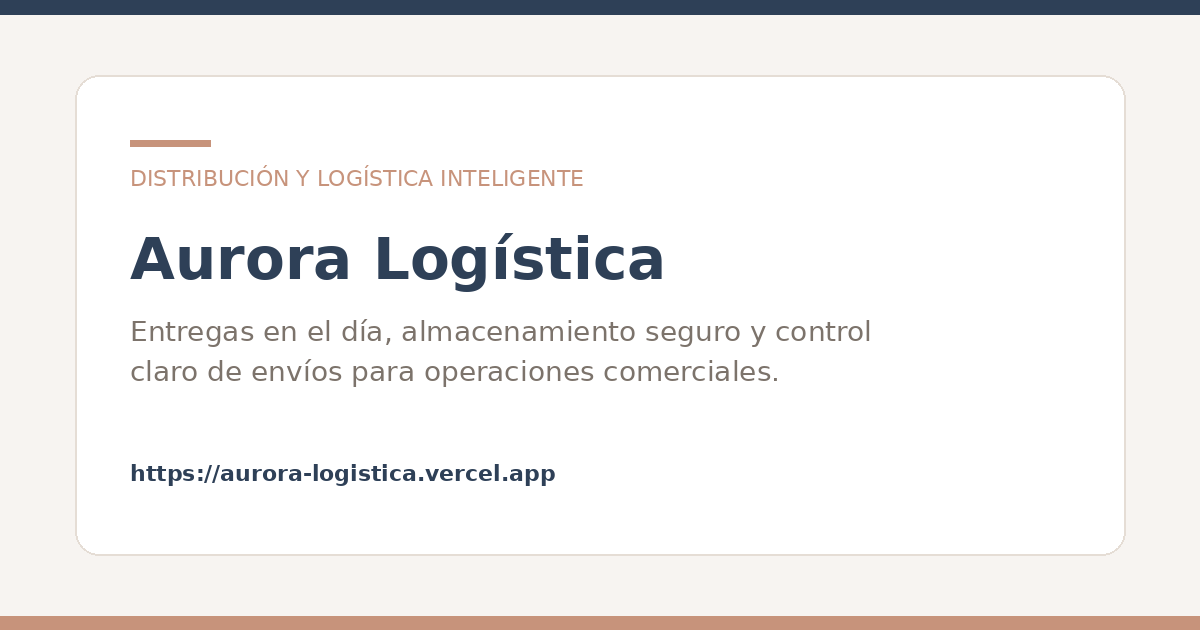 DISTRIBUCIÓN Y LOGÍSTICA INTELIGENTE
Aurora Logística
Entregas en el día, almacenamiento seguro y control
claro de envíos para operaciones comerciales.
https://aurora-logistica.vercel.app